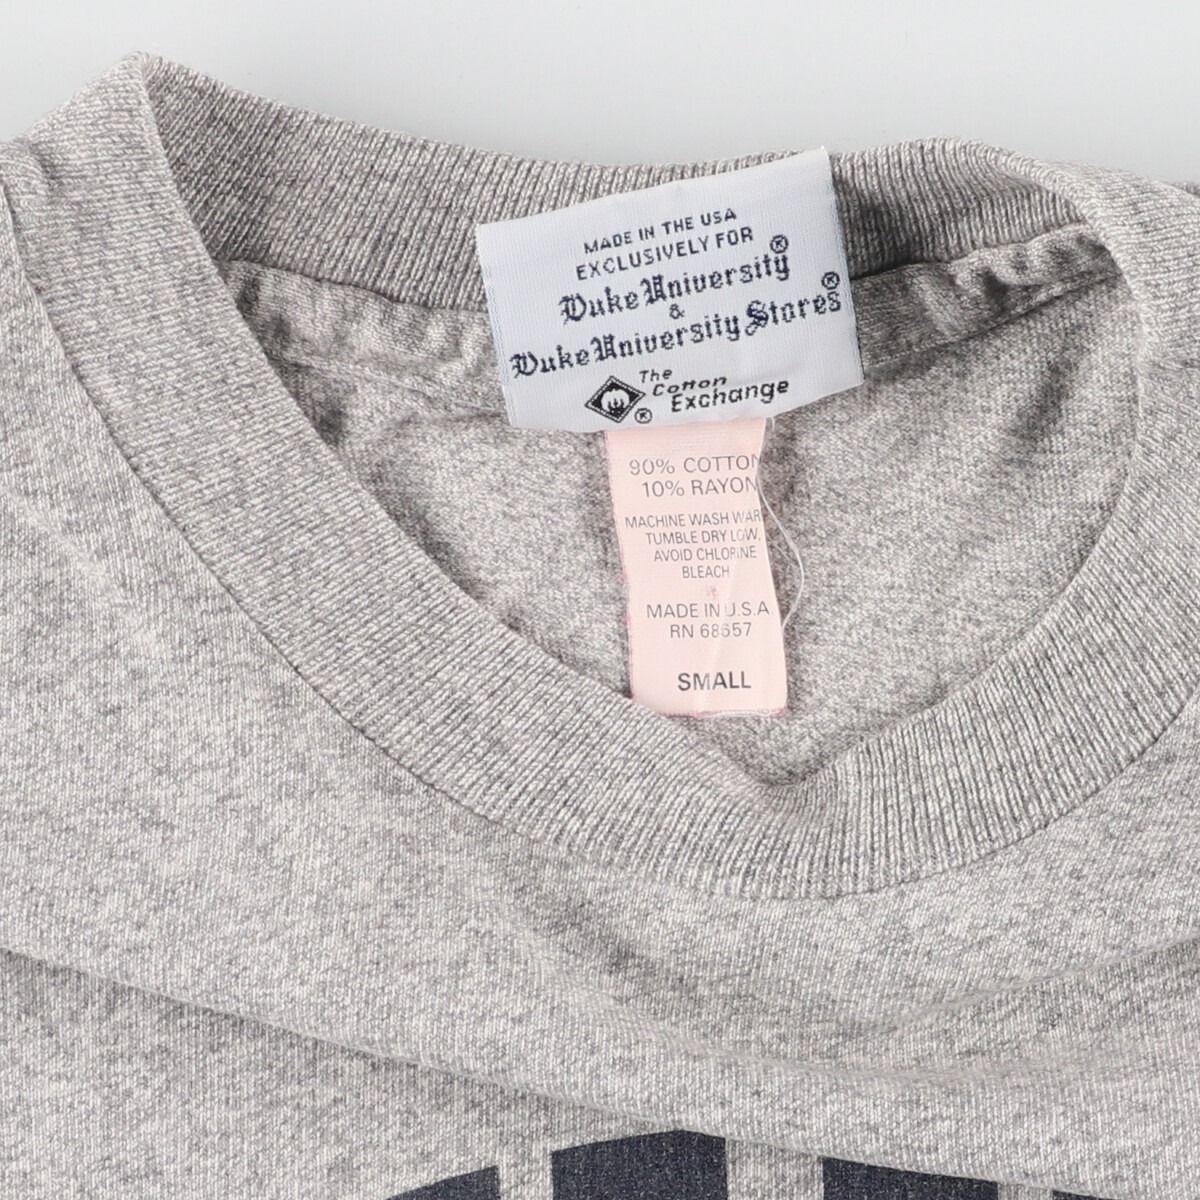 MADE IN THE USA
EXCLUSIVELY FOR
Duke University®
&
Duke University Stores®
The
Cotton
Exchange
®
90% COTTON
10% RAYON
MACHINE WASH WAR
TUMBLE DRY LOW,
AVOID CHLORINE
BLEACH
MADE IN U.S.A.
RN 68657
SMALL